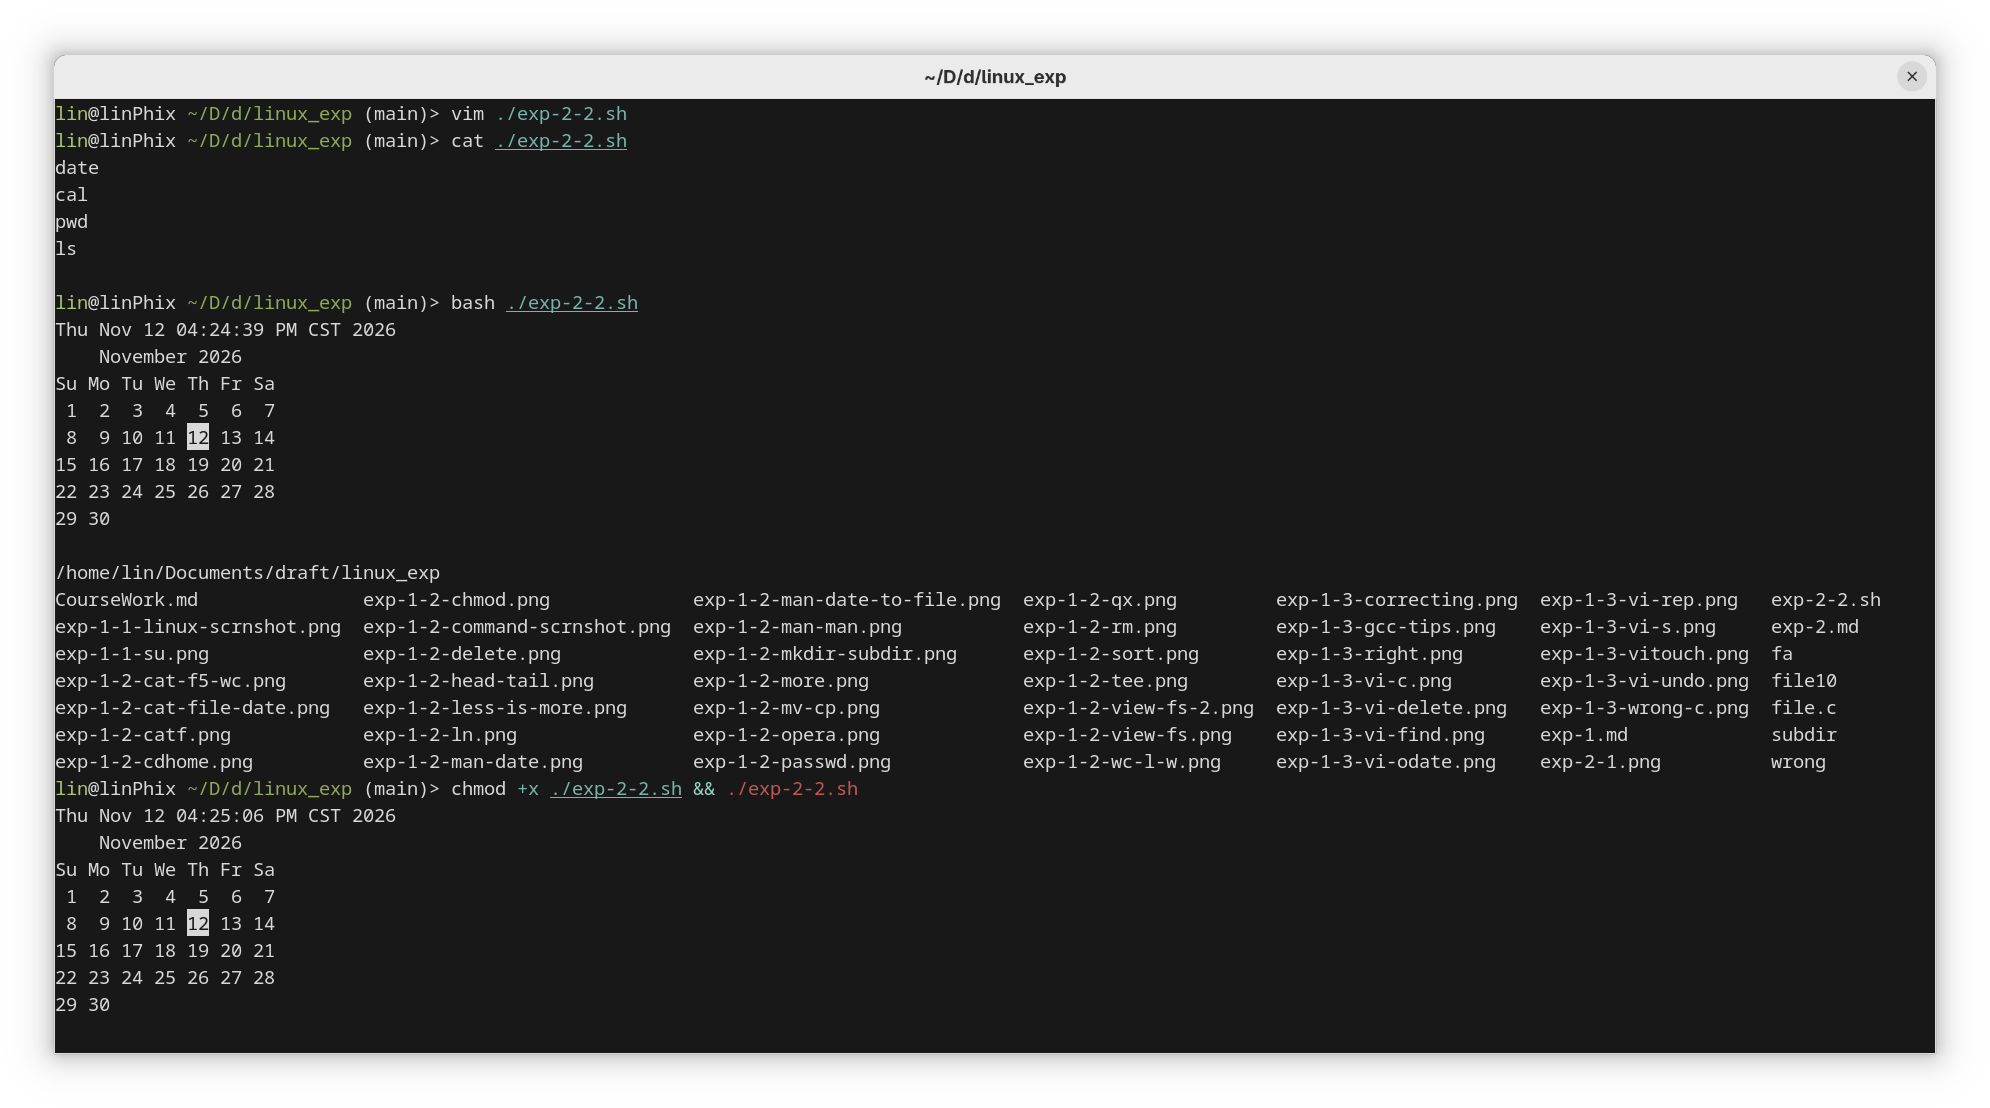 ~/D/d/linux_exp
lin@linPhix ~/D/d/linux_exp (main)> vim ./exp-2-2.sh
lin@linPhix ~/D/d/linux_exp (main)> cat ./exp-2-2.sh
date
cal
pwd
ls
lin@linPhix ~/D/d/linux_exp (main)> bash ./exp-2-2.sh
Thu Nov 12 04:24:39 PM CST 2026
November 2026
Su Mo Tu We Th Fr Sa
1 2 3 4 5 6 7
8 9 10 11 12 13 14
15 16 17 18 19 20 21
22 23 24 25 26 27 28
29 30
/home/lin/Documents/draft/linux_exp
CourseWork.md exp-1-2-chmod.png exp-1-2-man-date-to-file.png exp-1-2-qx.png exp-1-3-correcting.png exp-1-3-vi-rep.png exp-2-2.sh
exp-1-1-linux-scrnshot.png exp-1-2-command-scrnshot.png exp-1-2-man-man.png exp-1-2-rm.png exp-1-3-gcc-tips.png exp-1-3-vi-s.png exp-2.md
exp-1-1-su.png exp-1-2-delete.png exp-1-2-mkdir-subdir.png exp-1-2-sort.png exp-1-3-right.png exp-1-3-vitouch.png fa
exp-1-2-cat-f5-wc.png exp-1-2-head-tail.png exp-1-2-more.png exp-1-2-tee.png exp-1-3-vi-c.png exp-1-3-vi-undo.png file10
exp-1-2-cat-file-date.png exp-1-2-less-is-more.png exp-1-2-mv-cp.png exp-1-2-view-fs-2.png exp-1-3-vi-delete.png exp-1-3-wrong-c.png file.c
exp-1-2-catf.png exp-1-2-ln.png exp-1-2-opera.png exp-1-2-view-fs.png exp-1-3-vi-find.png exp-1.md subdir
exp-1-2-cdhome.png exp-1-2-man-date.png exp-1-2-passwd.png exp-1-2-wc-l-w.png exp-1-3-vi-odate.png exp-2-1.png wrong
lin@linPhix ~/D/d/linux_exp (main)> chmod +x ./exp-2-2.sh && ./exp-2-2.sh
Thu Nov 12 04:25:06 PM CST 2026
November 2026
Su Mo Tu We Th Fr Sa
1 2 3 4 5 6 7
8 9 10 11 12 13 14
15 16 17 18 19 20 21
22 23 24 25 26 27 28
29 30